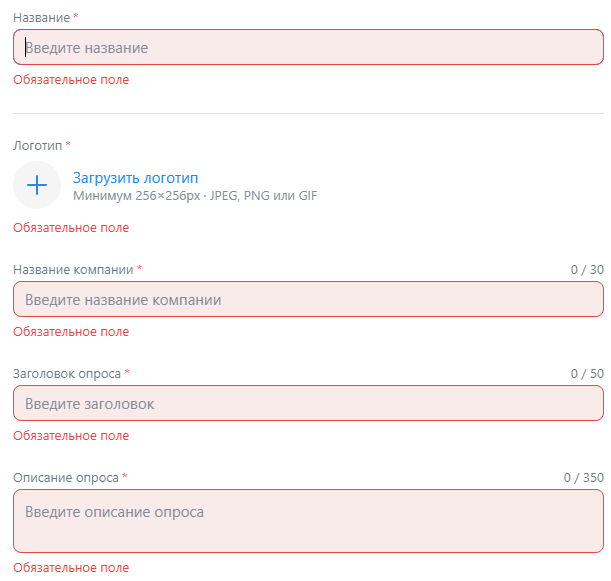 Название *
Введите название
Обязательное поле
Логотип *
Загрузить логотип
Минимум 256×256px · JPEG, PNG или GIF
Обязательное поле
Название компании * 0 / 30
Введите название компании
Обязательное поле
Заголовок опроса * 0 / 50
Введите заголовок
Обязательное поле
Описание опроса * 0 / 350
Введите описание опроса
Обязательное поле